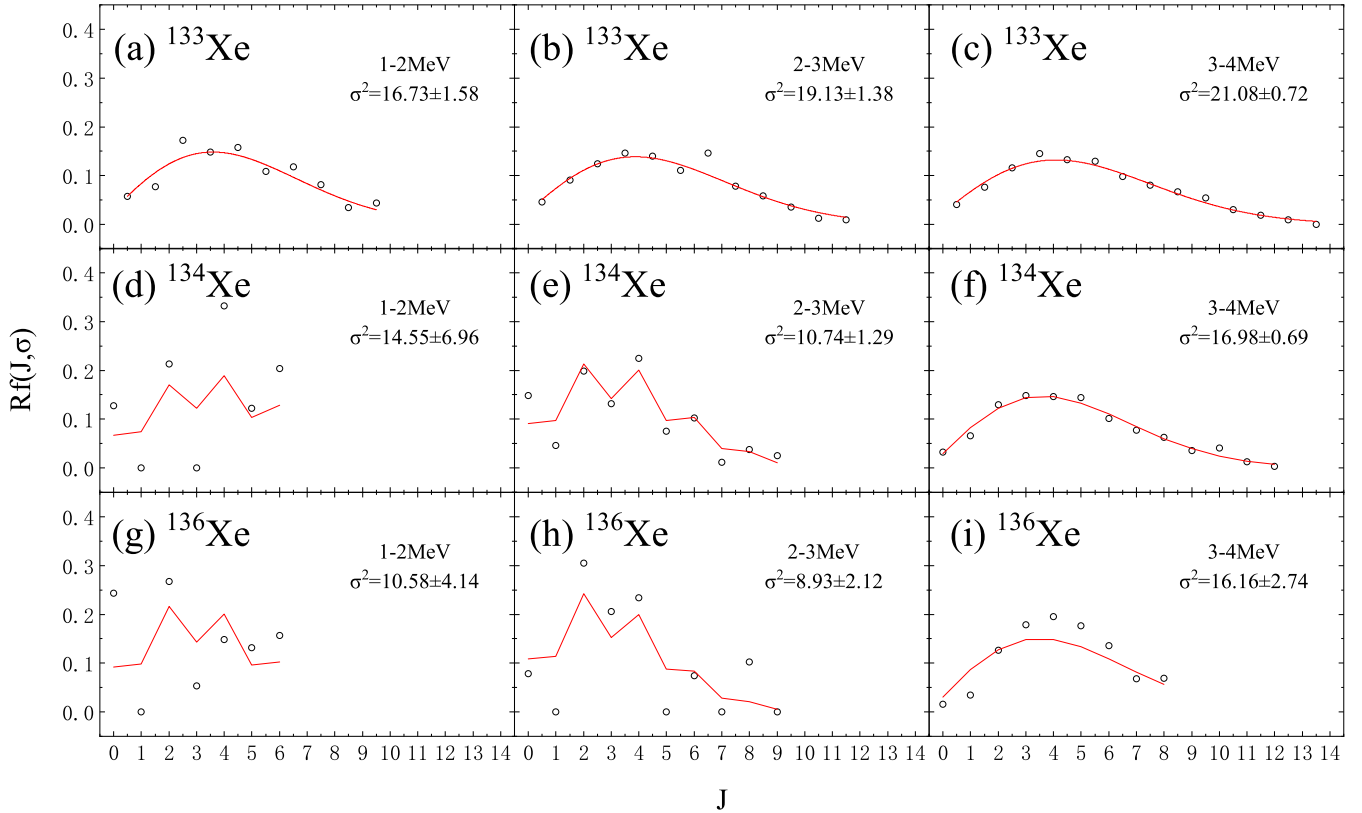 (a) ¹³³Xe
1-2MeV
σ²=16.73±1.58
(b) ¹³³Xe
2-3MeV
σ²=19.13±1.38
(c) ¹³³Xe
3-4MeV
σ²=21.08±0.72
0.4
0.3
0.2
0.1
0.0
(d) ¹³⁴Xe
1-2MeV
σ²=14.55±6.96
(e) ¹³⁴Xe
2-3MeV
σ²=10.74±1.29
(f) ¹³⁴Xe
3-4MeV
σ²=16.98±0.69
0.4
0.3
0.2
0.1
0.0
Rf(J,σ)
(g) ¹³⁶Xe
1-2MeV
σ²=10.58±4.14
(h) ¹³⁶Xe
2-3MeV
σ²=8.93±2.12
(i) ¹³⁶Xe
3-4MeV
σ²=16.16±2.74
0.4
0.3
0.2
0.1
0.0
0 1 2 3 4 5 6 7 8 9 10 11 12 13 14
0 1 2 3 4 5 6 7 8 9 10 11 12 13 14
0 1 2 3 4 5 6 7 8 9 10 11 12 13 14
J